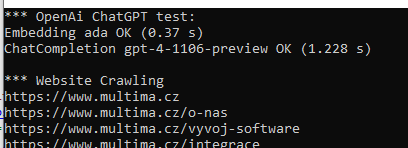 *** OpenAi ChatGPT test:
Embedding ada OK (0.37 s)
ChatCompletion gpt-4-1106-preview OK (1.228 s)
*** Website Crawling
https://www.multima.cz
https://www.multima.cz/o-nas
https://www.multima.cz/vyvoj-software
https://www.multima.cz/integrace